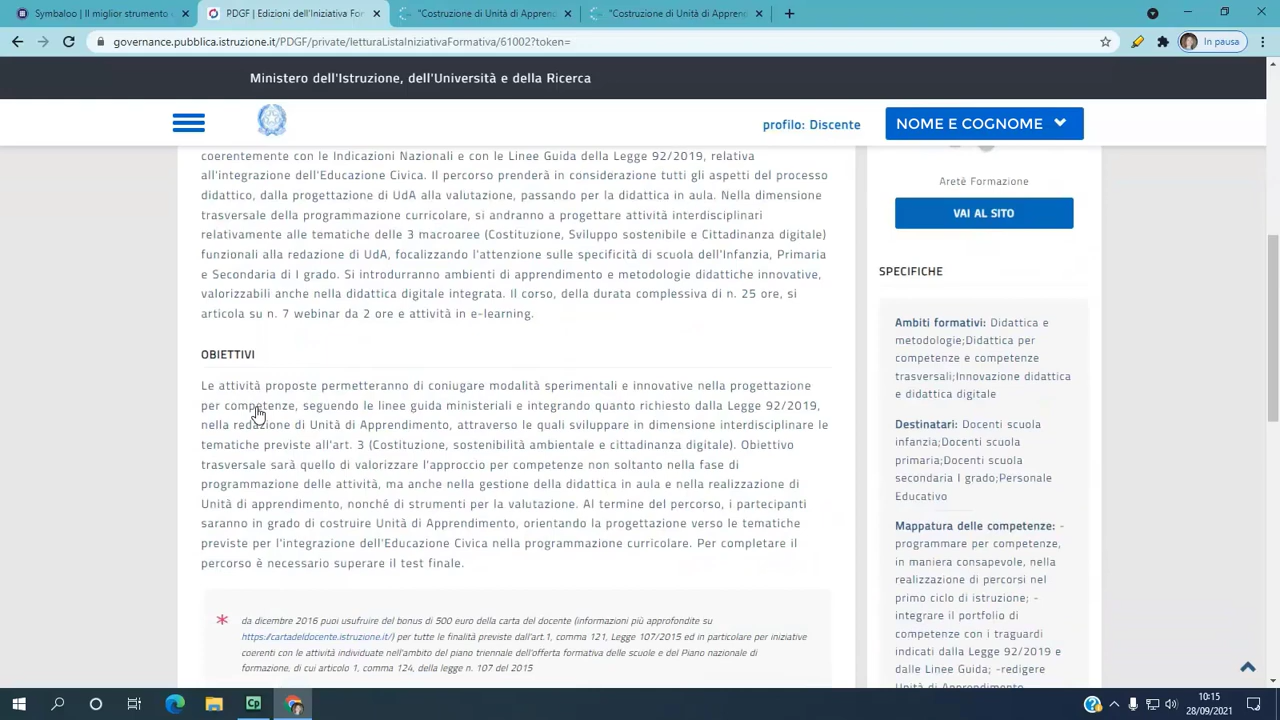 Symbaloo | Il miglior strumento
PDGF | Edizioni dell'Iniziativa For
"Costruzione di Unità di Apprend
"Costruzione di Unità di Apprend
governance.pubblica.istruzione.it/PDGF/private/letturaListaIniziativaFormativa/61002?token=
In pausa
Ministero dell'Istruzione, dell'Università e della Ricerca
profilo: Discente
NOME E COGNOME
coerentemente con le Indicazioni Nazionali e con le Linee Guida della Legge 92/2019, relativa
all'integrazione dell'Educazione Civica. Il percorso prenderà in considerazione tutti gli aspetti del processo
didattico, dalla progettazione di UdA alla valutazione, passando per la didattica in aula. Nella dimensione
trasversale della programmazione curricolare, si andranno a progettare attività interdisciplinari
relativamente alle tematiche delle 3 macroaree (Costituzione, Sviluppo sostenibile e Cittadinanza digitale)
funzionali alla redazione di UdA, focalizzando l'attenzione sulle specificità di scuola dell'Infanzia, Primaria
e Secondaria di I grado. Si introdurranno ambienti di apprendimento e metodologie didattiche innovative,
valorizzabili anche nella didattica digitale integrata. Il corso, della durata complessiva di n. 25 ore, si
articola su n. 7 webinar da 2 ore e attività in e-learning.
OBIETTIVI
Le attività proposte permetteranno di coniugare modalità sperimentali e innovative nella progettazione
per competenze, seguendo le linee guida ministeriali e integrando quanto richiesto dalla Legge 92/2019,
nella redazione di Unità di Apprendimento, attraverso le quali sviluppare in dimensione interdisciplinare le
tematiche previste all'art. 3 (Costituzione, sostenibilità ambientale e cittadinanza digitale). Obiettivo
trasversale sarà quello di valorizzare l'approccio per competenze non soltanto nella fase di
programmazione delle attività, ma anche nella gestione della didattica in aula e nella realizzazione di
Unità di apprendimento, nonché di strumenti per la valutazione. Al termine del percorso, i partecipanti
saranno in grado di costruire Unità di Apprendimento, orientando la progettazione verso le tematiche
previste per l'integrazione dell'Educazione Civica nella programmazione curricolare. Per completare il
percorso è necessario superare il test finale.
* da dicembre 2016 puoi usufruire del bonus di 500 euro della carta del docente (informazioni più approfondite su
https://cartadeldocente.istruzione.it/) per tutte le finalità previste dall'art.1, comma 121, Legge 107/2015 ed in particolare per iniziative
coerenti con le attività individuate nell'ambito del piano triennale dell'offerta formativa delle scuole e del Piano nazionale di
formazione, di cui articolo 1, comma 124, della legge n. 107 del 2015
Aretè Formazione
VAI AL SITO
SPECIFICHE
Ambiti formativi: Didattica e
metodologie;Didattica per
competenze e competenze
trasversali;Innovazione didattica
e didattica digitale
Destinatari: Docenti scuola
infanzia;Docenti scuola
primaria;Docenti scuola
secondaria I grado;Personale
Educativo
Mappatura delle competenze: -
programmare per competenze,
in maniera consapevole, nella
realizzazione di percorsi nel
primo ciclo di istruzione; -
integrare il portfolio di
competenze con i traguardi
indicati dalla Legge 92/2019 e
dalle Linee Guida; -redigere
Unità di Apprendimento
10:15
28/09/2021